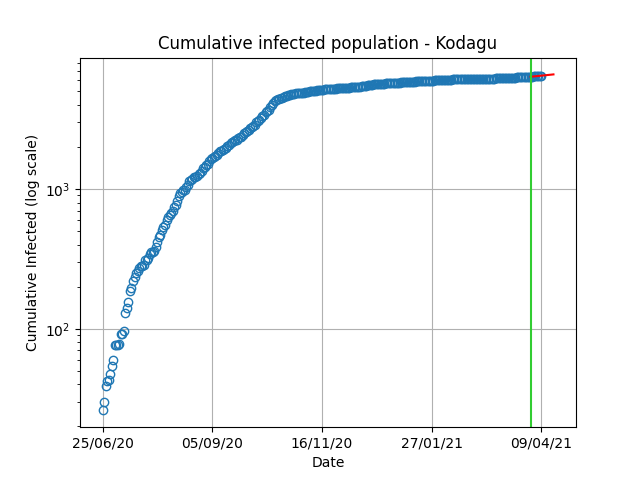 Cumulative infected population - Kodagu
Cumulative Infected (log scale)
10³
10²
25/06/20 05/09/20 16/11/20 27/01/21 09/04/21
Date